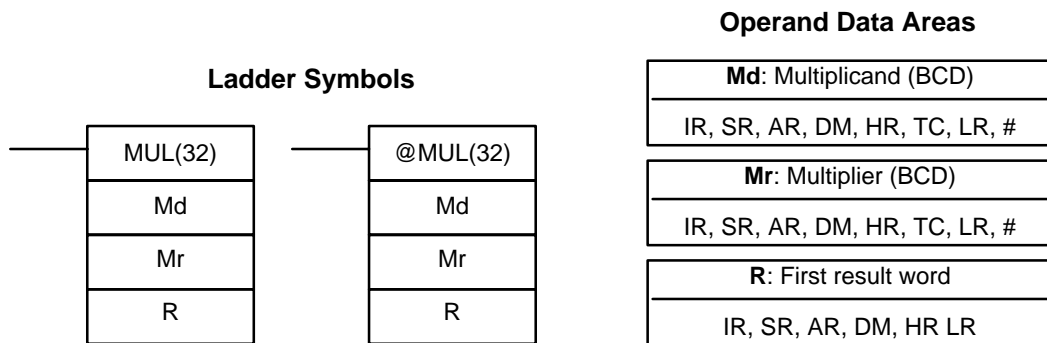 Ladder Symbols
MUL(32)
Md
Mr
R
@MUL(32)
Md
Mr
R
Operand Data Areas
Md: Multiplicand (BCD)
IR, SR, AR, DM, HR, TC, LR, #
Mr: Multiplier (BCD)
IR, SR, AR, DM, HR, TC, LR, #
R: First result word
IR, SR, AR, DM, HR LR